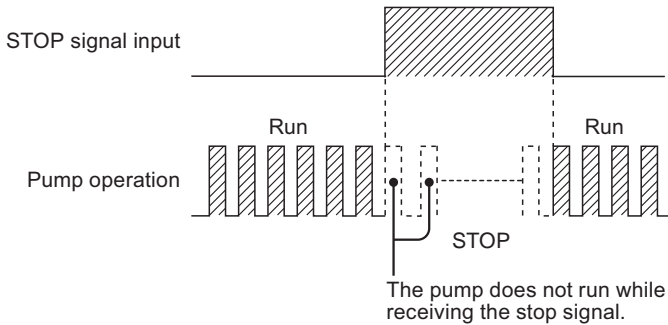 STOP signal input
Run
Run
Pump operation
STOP
The pump does not run while
receiving the stop signal.